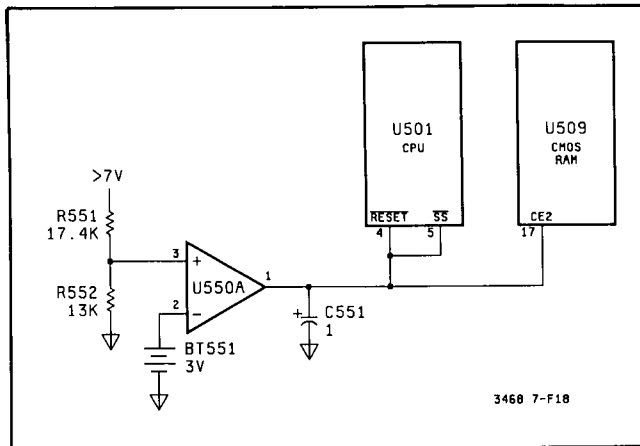 U501
CPU
U509
CMOS
RAM
>7V
R551
17.4K
RESET
SS
CE2
4
5
17
3
+
1
U550A
R552
13K
2
−
+
C551
1
BT551
3V
3468 7-F18